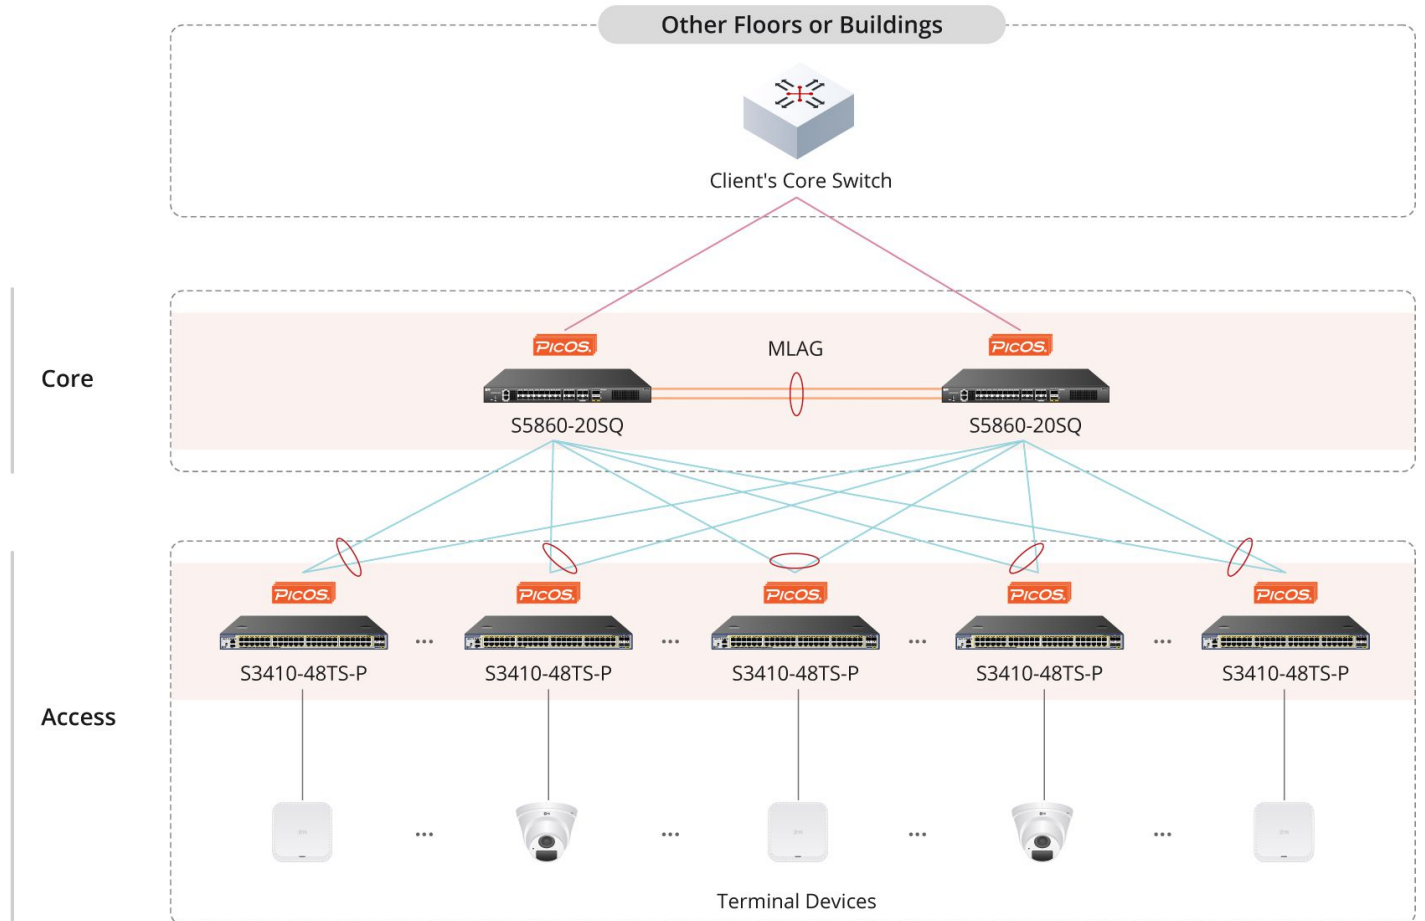 Other Floors or Buildings
Client's Core Switch
Core
PICOS.
PICOS.
MLAG
S5860-20SQ
S5860-20SQ
Access
PICOS.
PICOS.
PICOS.
PICOS.
PICOS.
...
...
...
...
S3410-48TS-P
S3410-48TS-P
S3410-48TS-P
S3410-48TS-P
S3410-48TS-P
...
...
...
...
Terminal Devices